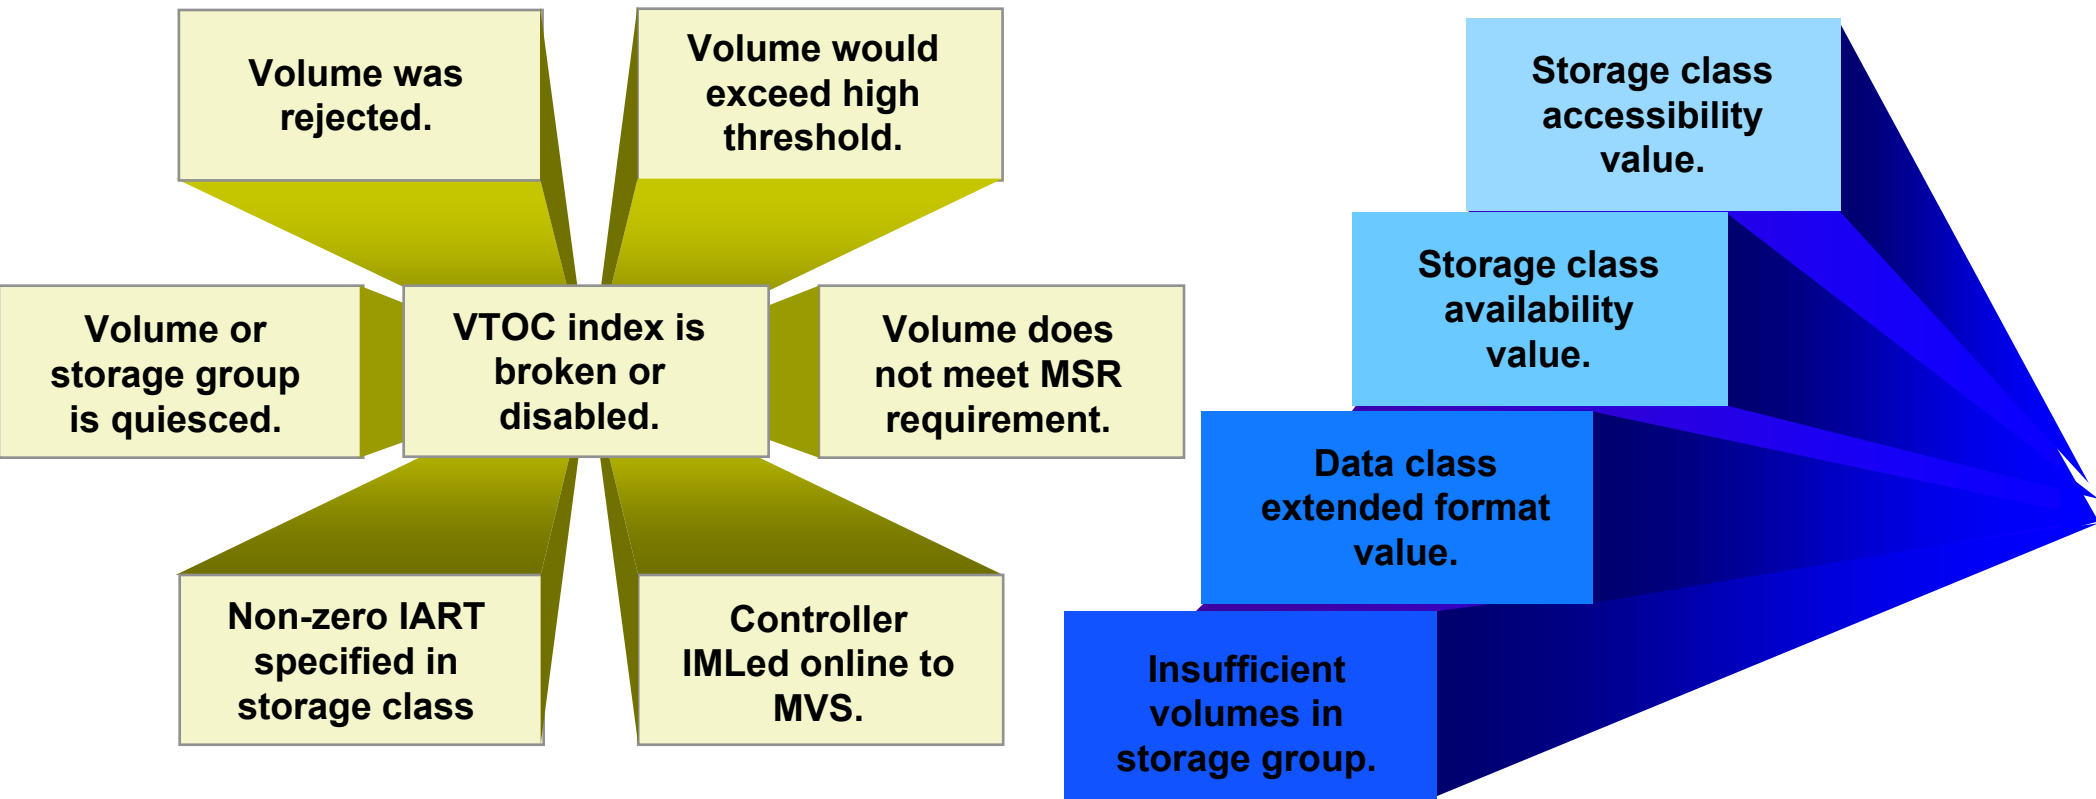 Volume was
rejected.
Volume would
exceed high
threshold.
Volume or
storage group
is quiesced.
VTOC index is
broken or
disabled.
Volume does
not meet MSR
requirement.
Non-zero IART
specified in
storage class
Controller
IMLed online to
MVS.
Storage class
accessibility
value.
Storage class
availability
value.
Data class
extended format
value.
Insufficient
volumes in
storage group.